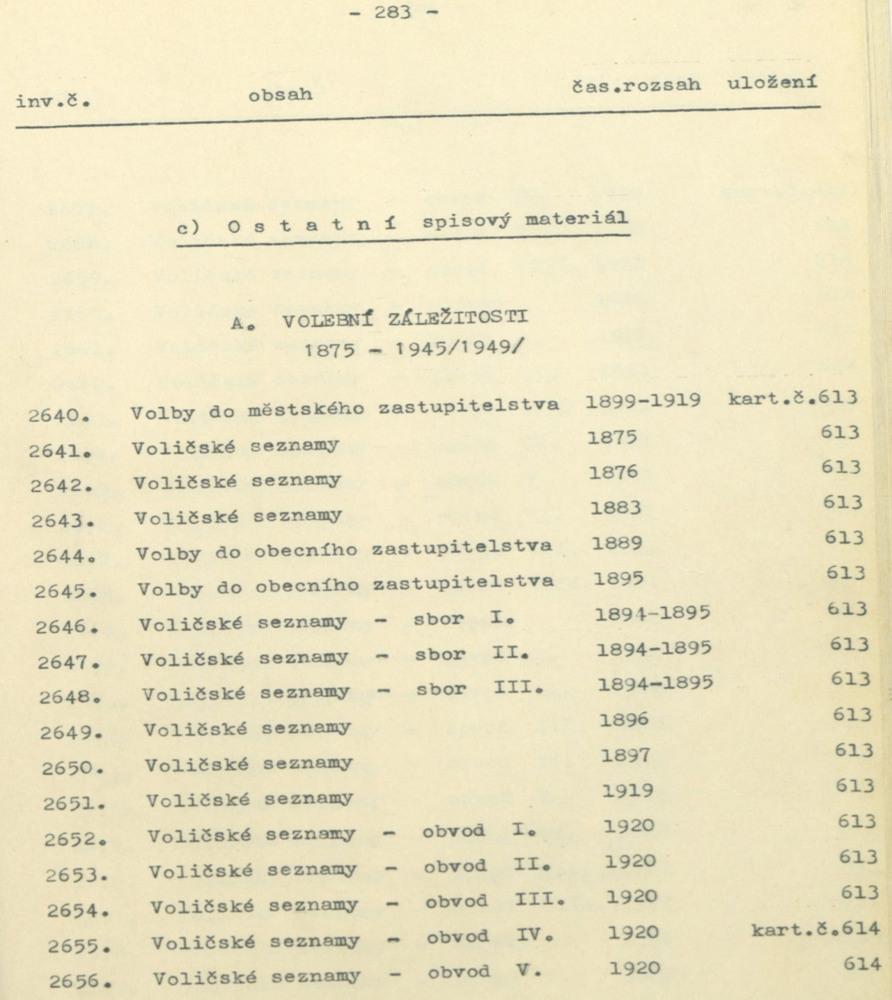 - 283 -
inv.č. obsah čas.rozsah uložení
c) O s t a t n í spisový materiál
A. VOLEBNÍ ZÁLEŽITOSTI
1875 - 1945/1949/
2640. Volby do městského zastupitelstva 1899-1919 kart.č.613
2641. Voličské seznamy 1875 613
2642. Voličské seznamy 1876 613
2643. Voličské seznamy 1883 613
2644. Volby do obecního zastupitelstva 1889 613
2645. Volby do obecního zastupitelstva 1895 613
2646. Voličské seznamy - sbor I. 1894-1895 613
2647. Voličské seznamy - sbor II. 1894-1895 613
2648. Voličské seznamy - sbor III. 1894-1895 613
2649. Voličské seznamy 1896 613
2650. Voličské seznamy 1897 613
2651. Voličské seznamy 1919 613
2652. Voličské seznamy - obvod I. 1920 613
2653. Voličské seznamy - obvod II. 1920 613
2654. Voličské seznamy - obvod III. 1920 613
2655. Voličské seznamy - obvod IV. 1920 kart.č.614
2656. Voličské seznamy - obvod V. 1920 614